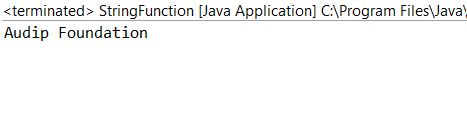 <terminated> StringFunction [Java Application] C:\Program Files\Java\
Audip Foundation